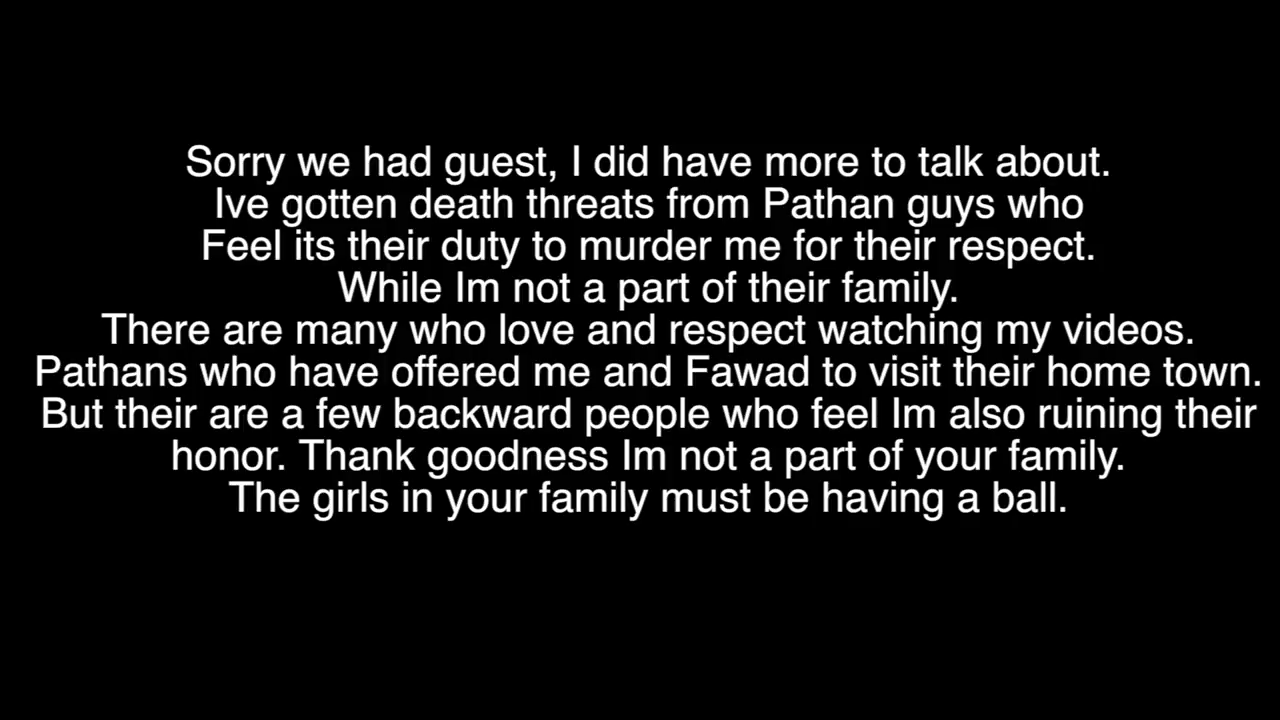 Sorry we had guest, I did have more to talk about.
Ive gotten death threats from Pathan guys who
Feel its their duty to murder me for their respect.
While Im not a part of their family.
There are many who love and respect watching my videos.
Pathans who have offered me and Fawad to visit their home town.
But their are a few backward people who feel Im also ruining their
honor. Thank goodness Im not a part of your family.
The girls in your family must be having a ball.